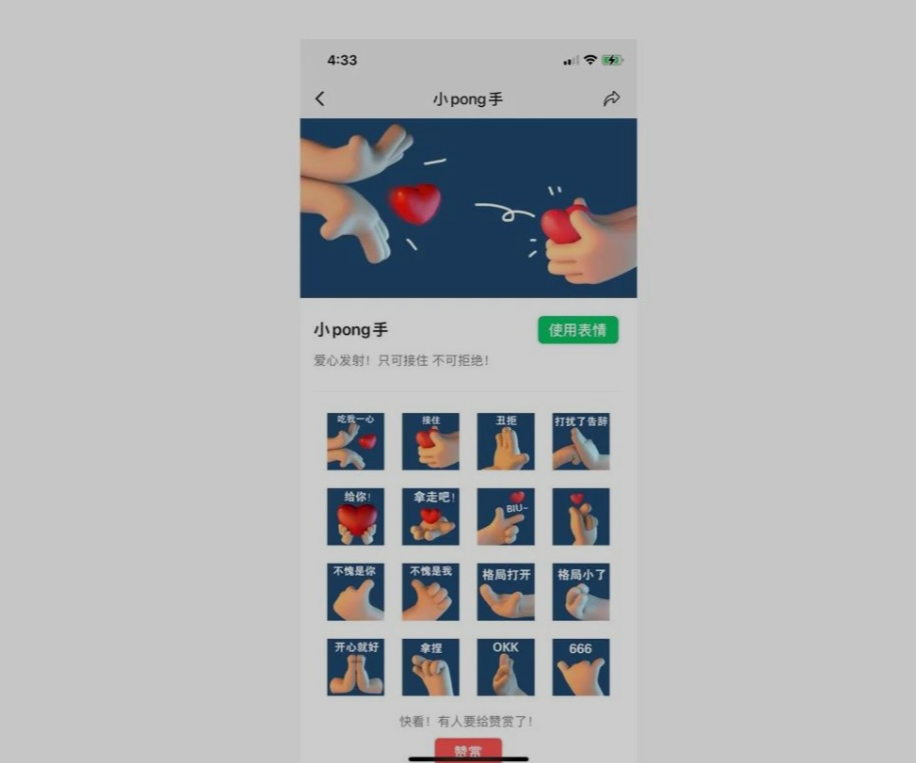 4:33
小pong手
小pong手
使用表情
爱心发射！只可接住 不可拒绝！
吃我一心
接住
丑拒
打扰了告辞
给你！
拿走吧！
BIU~
不愧是你
不愧是我
格局打开
格局小了
开心就好
拿捏
OKK
666
快看！有人要给赞赏了！
赞赏